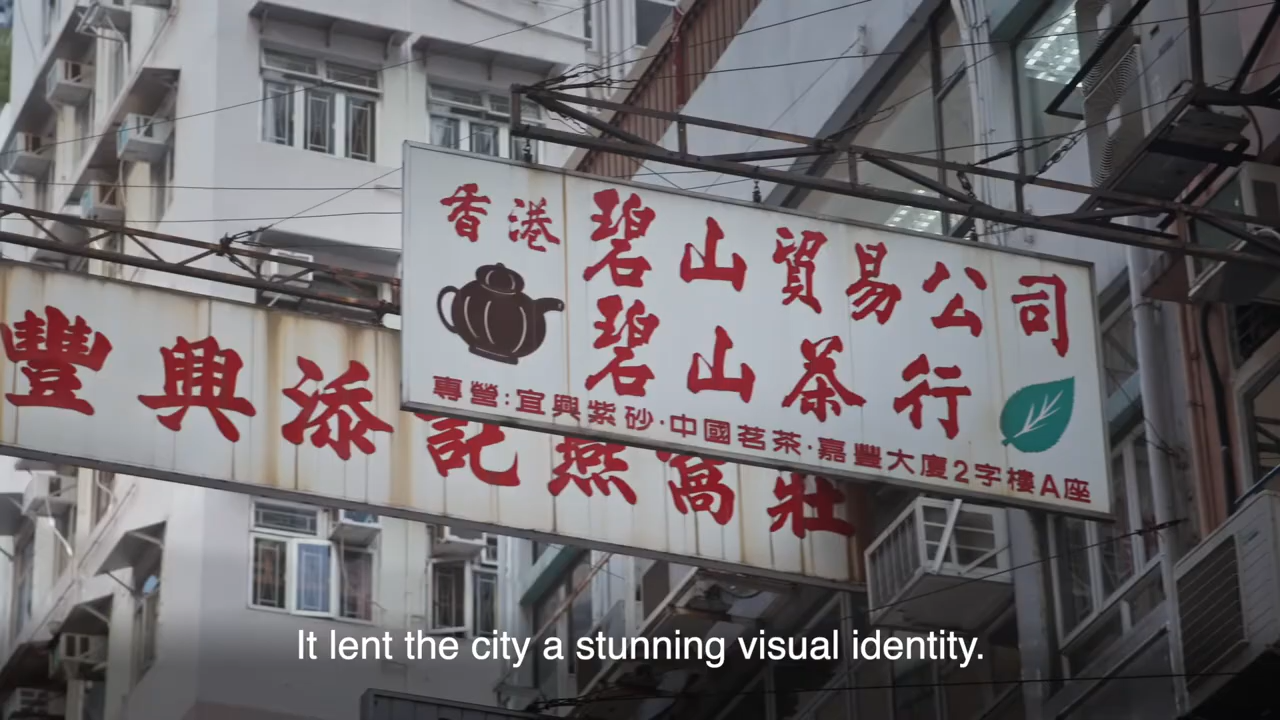 香港
碧山貿易公司
碧山茶行
專營:宜興紫砂·中國茗茶·嘉豐大廈2字樓A座
豐興添記燕窩莊
It lent the city a stunning visual identity.